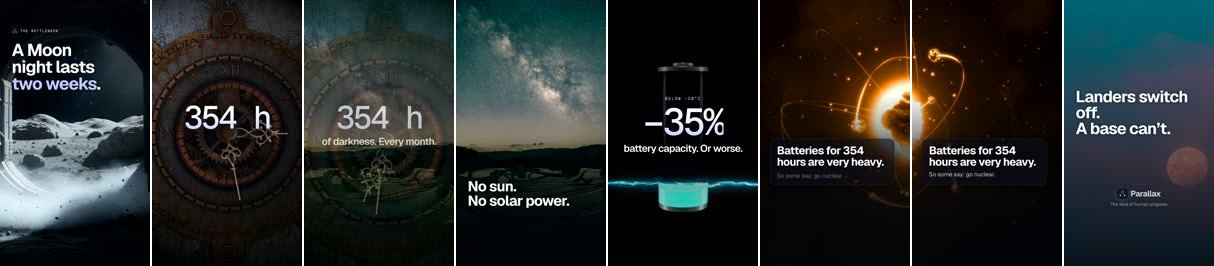 THE BOTTLENECK
A Moon
night lasts
two weeks.
354 h
354 h
of darkness. Every month.
No sun.
No solar power.
BELOW -20°C
−35%
battery capacity. Or worse.
Batteries for 354
hours are very heavy.
So some say: go nuclear.
Batteries for 354
hours are very heavy.
So some say: go nuclear.
Landers switch
off.
A base can’t.
Parallax
The feed of human progress